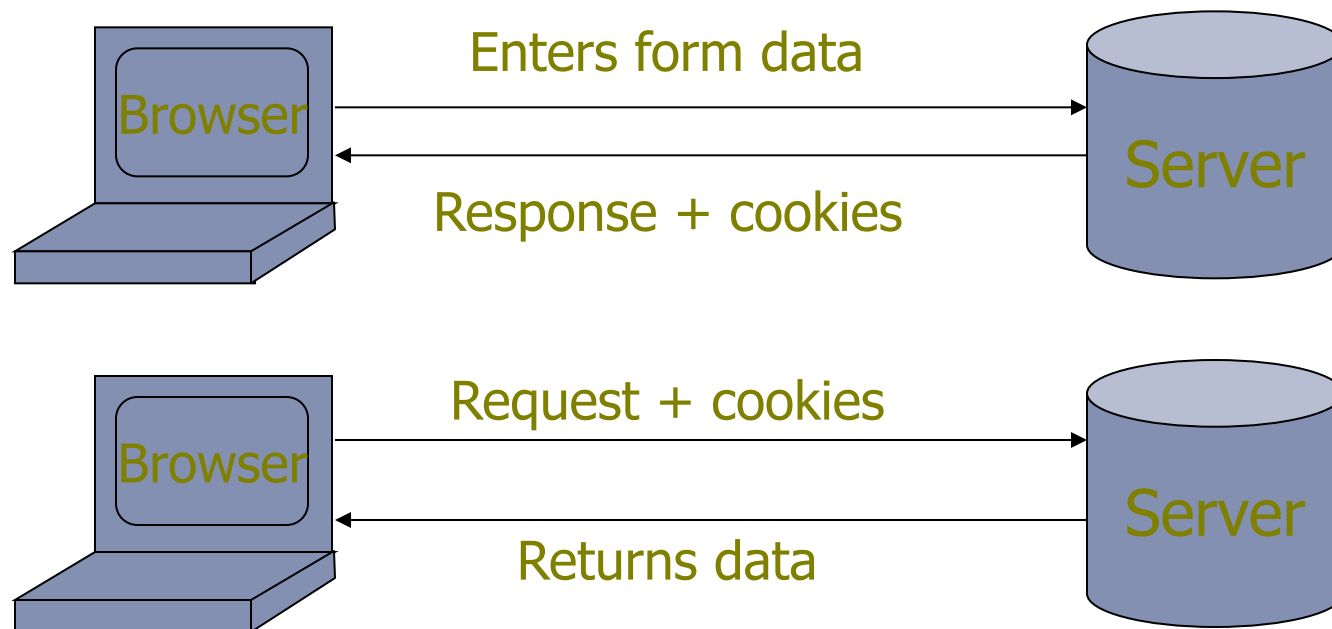 Enters form data
Browser
Server
Response + cookies
Request + cookies
Browser
Server
Returns data